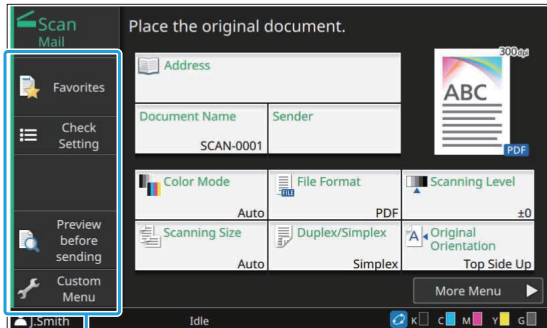 Scan
Mail
Place the original document.
300dpi
ABC
PDF
Favorites
Check
Setting
Preview
before
sending
Custom
Menu
Address
Document Name
SCAN-0001
Sender
Color Mode
Auto
File Format
PDF
Scanning Level
±0
Scanning Size
Auto
Duplex/Simplex
Simplex
Original
Orientation
Top Side Up
More Menu
J.Smith
Idle
K C M Y G